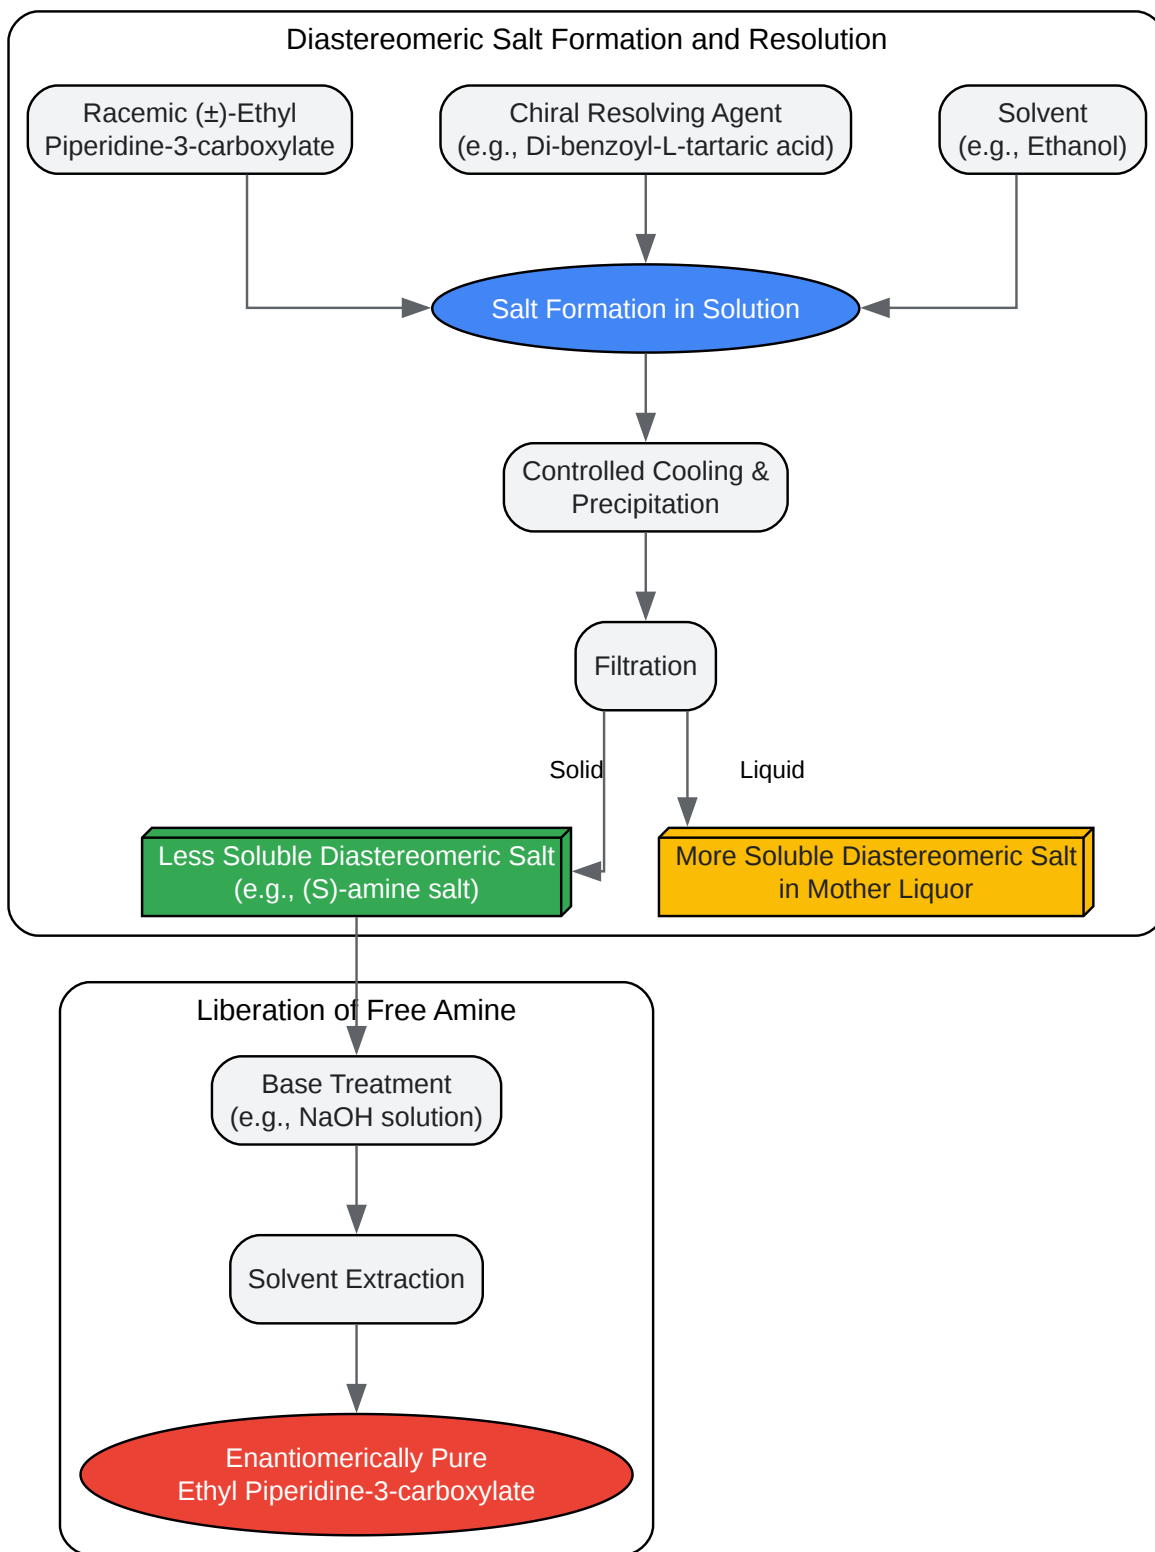 Diastereomeric Salt Formation and Resolution
Racemic (±)-Ethyl
Piperidine-3-carboxylate
Chiral Resolving Agent
(e.g., Di-benzoyl-L-tartaric acid)
Solvent
(e.g., Ethanol)
Salt Formation in Solution
Controlled Cooling &
Precipitation
Filtration
Solid
Liquid
Less Soluble Diastereomeric Salt
(e.g., (S)-amine salt)
More Soluble Diastereomeric Salt
in Mother Liquor
Liberation of Free Amine
Base Treatment
(e.g., NaOH solution)
Solvent Extraction
Enantiomerically Pure
Ethyl Piperidine-3-carboxylate